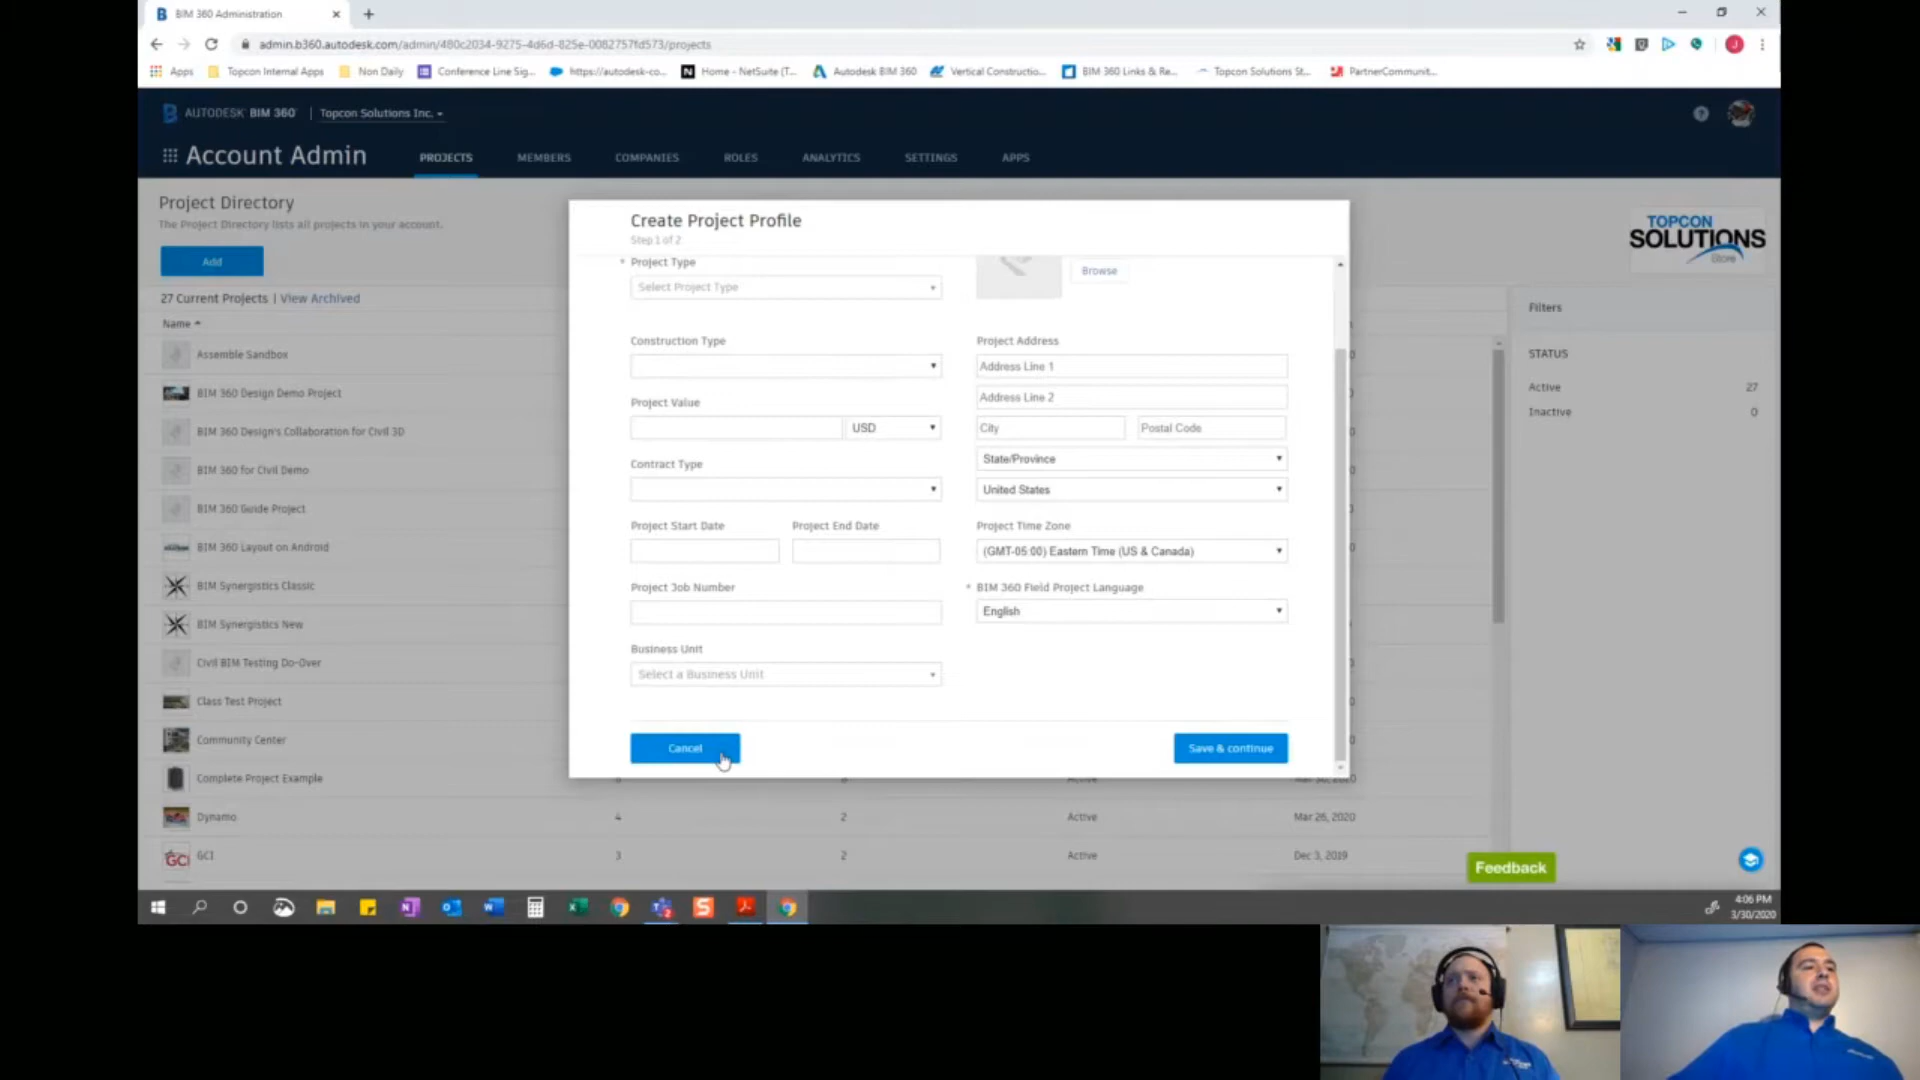 BIM 360 Administration
admin.b360.autodesk.com/admin/480c2034-9275-4d6d-825e-0082757fd573/projects
Apps
Topcon Internal Apps
Non Daily
Conference Line Sig...
https://autodesk-co...
Home - NetSuite (T...
Autodesk BIM 360
Vertical Constructio...
BIM 360 Links & Re...
Topcon Solutions St...
PartnerCommunit...
AUTODESK BIM 360
Topcon Solutions Inc.
Account Admin
PROJECTS
MEMBERS
COMPANIES
ROLES
ANALYTICS
SETTINGS
APPS
Project Directory
The Project Directory lists all projects in your account.
Add
TOPCON
SOLUTIONS
Store
27 Current Projects | View Archived
Name
Assemble Sandbox
BIM 360 Design Demo Project
BIM 360 Design's Collaboration for Civil 3D
BIM 360 for Civil Demo
BIM 360 Guide Project
BIM 360 Layout on Android
BIM Synergistics Classic
BIM Synergistics New
Civil BIM Testing Do-Over
Class Test Project
Community Center
Complete Project Example
Dynamo 4 2 Active Mar 26, 2020
GCI 3 2 Active Dec 3, 2019
Create Project Profile
Step 1 of 2
* Project Type
Select Project Type
Browse
Construction Type
Project Address
Address Line 1
Project Value
Address Line 2
USD
City
Postal Code
Contract Type
State/Province
United States
Project Start Date
Project End Date
Project Time Zone
(GMT-05:00) Eastern Time (US & Canada)
Project Job Number
* BIM 360 Field Project Language
English
Business Unit
Select a Business Unit
Cancel
Save & continue
Filters
STATUS
Active 27
Inactive 0
Feedback
4:06 PM
3/30/2020